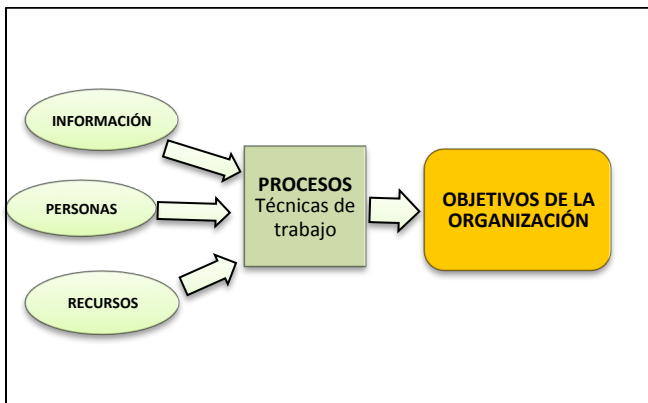 INFORMACIÓN
PERSONAS
RECURSOS
PROCESOS
Técnicas de
trabajo
OBJETIVOS DE LA
ORGANIZACIÓN